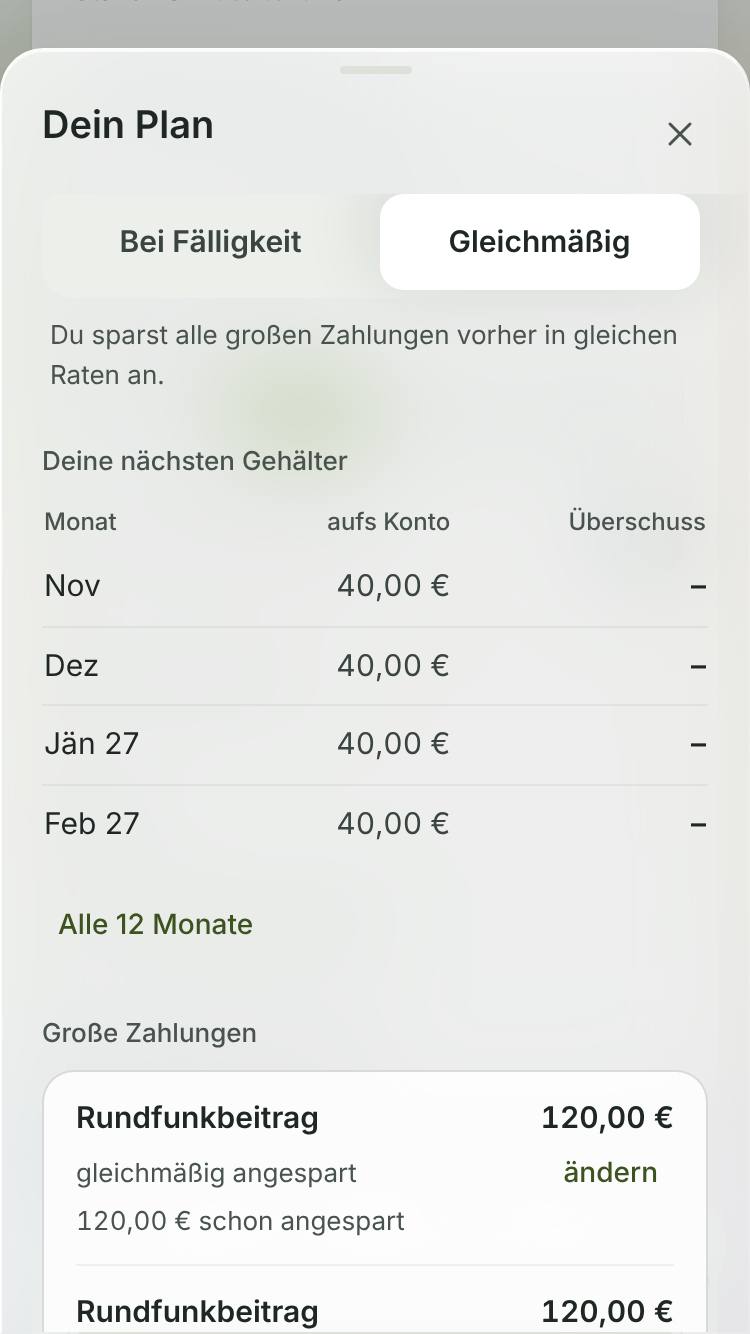 Dein Plan
Bei Fälligkeit
Gleichmäßig
Du sparst alle großen Zahlungen vorher in gleichen
Raten an.
Deine nächsten Gehälter
Monat aufs Konto Überschuss
Nov 40,00 € –
Dez 40,00 € –
Jän 27 40,00 € –
Feb 27 40,00 € –
Alle 12 Monate
Große Zahlungen
Rundfunkbeitrag 120,00 €
gleichmäßig angespart ändern
120,00 € schon angespart
Rundfunkbeitrag 120,00 €